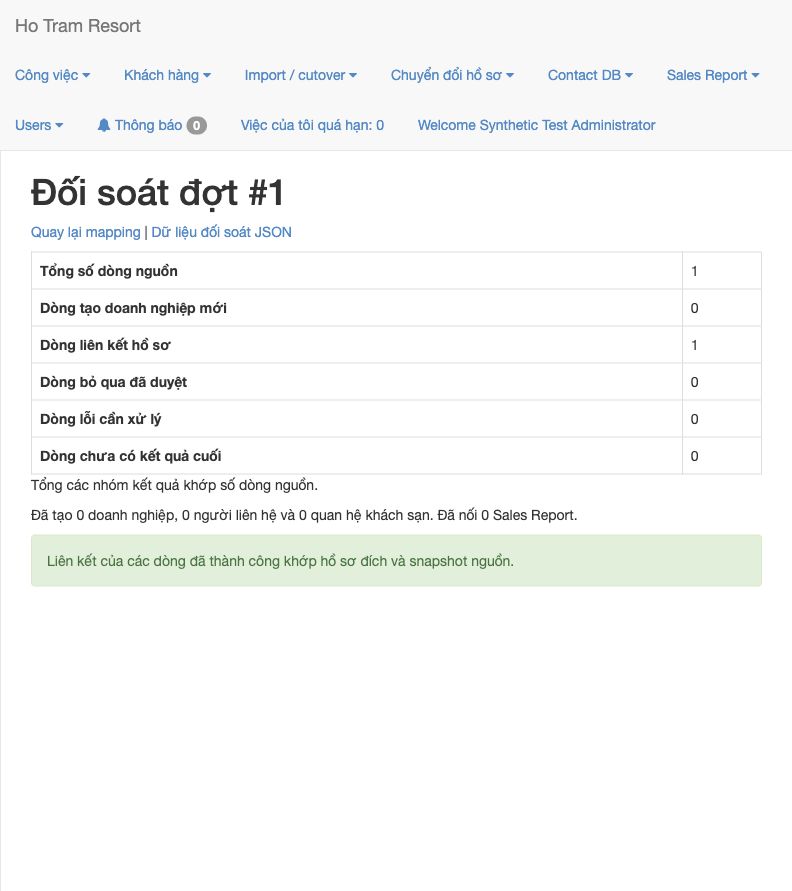 Ho Tram Resort
Công việc Khách hàng Import / cutover Chuyển đổi hồ sơ Contact DB Sales Report
Users Thông báo 0 Việc của tôi quá hạn: 0 Welcome Synthetic Test Administrator
Đối soát đợt #1
Quay lại mapping | Dữ liệu đối soát JSON
Tổng số dòng nguồn 1
Dòng tạo doanh nghiệp mới 0
Dòng liên kết hồ sơ 1
Dòng bỏ qua đã duyệt 0
Dòng lỗi cần xử lý 0
Dòng chưa có kết quả cuối 0
Tổng các nhóm kết quả khớp số dòng nguồn.
Đã tạo 0 doanh nghiệp, 0 người liên hệ và 0 quan hệ khách sạn. Đã nối 0 Sales Report.
Liên kết của các dòng đã thành công khớp hồ sơ đích và snapshot nguồn.